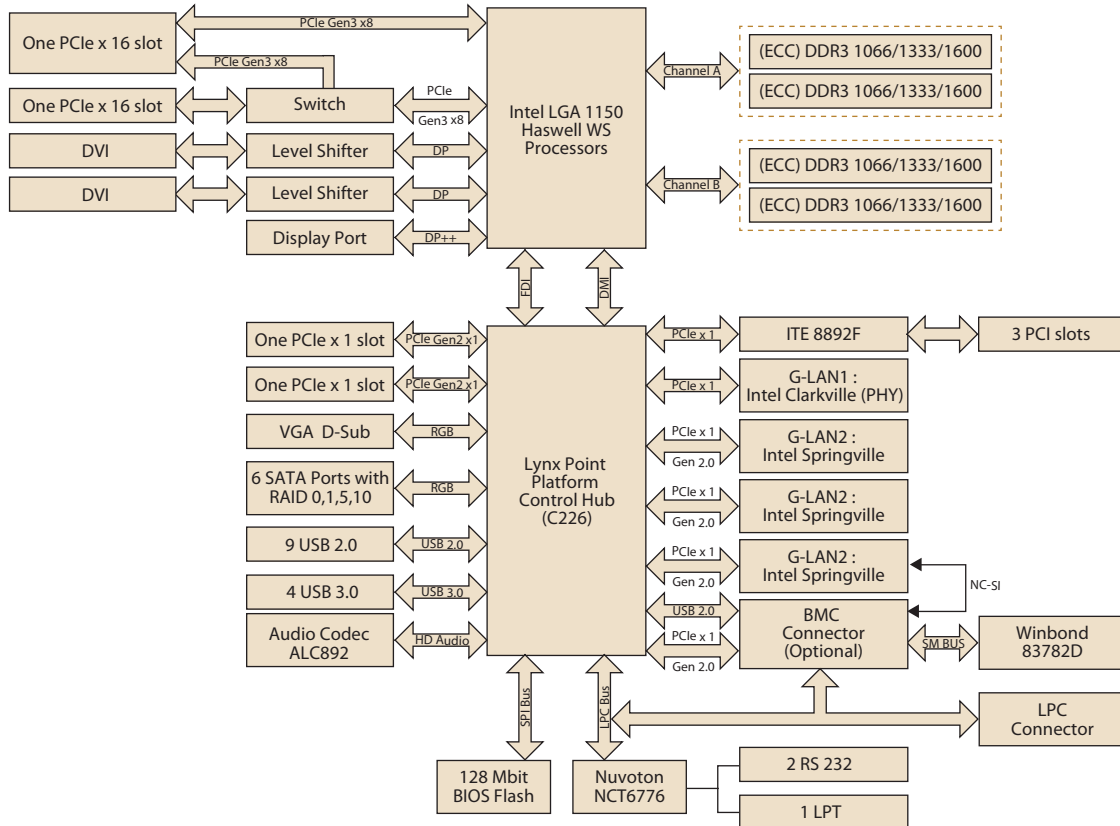 One PCIe x 16 slot
PCIe Gen3 x8
PCIe Gen3 x8
One PCIe x 16 slot
Switch
PCIe
Gen3 x8
DVI
Level Shifter
DP
DVI
Level Shifter
DP
Display Port
DP++
Intel LGA 1150
Haswell WS
Processors
Channel A
(ECC) DDR3 1066/1333/1600
(ECC) DDR3 1066/1333/1600
Channel B
(ECC) DDR3 1066/1333/1600
(ECC) DDR3 1066/1333/1600
FDI
DMI
One PCIe x 1 slot
PCIe Gen2 x1
One PCIe x 1 slot
PCIe Gen2 x1
VGA D-Sub
RGB
6 SATA Ports with
RAID 0,1,5,10
RGB
9 USB 2.0
USB 2.0
4 USB 3.0
USB 3.0
Audio Codec
ALC892
HD Audio
Lynx Point
Platform
Control Hub
(C226)
PCIe x 1
ITE 8892F
3 PCI slots
PCIe x 1
G-LAN1 :
Intel Clarkville (PHY)
PCIe x 1
Gen 2.0
G-LAN2 :
Intel Springville
PCIe x 1
Gen 2.0
G-LAN2 :
Intel Springville
PCIe x 1
Gen 2.0
G-LAN2 :
Intel Springville
NC-SI
USB 2.0
PCIe x 1
Gen 2.0
BMC
Connector
(Optional)
SM BUS
Winbond
83782D
SPI Bus
LPC Bus
LPC
Connector
128 Mbit
BIOS Flash
Nuvoton
NCT6776
2 RS 232
1 LPT